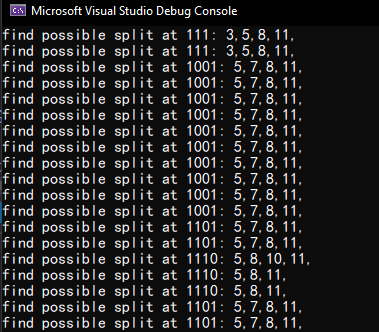 Microsoft Visual Studio Debug Console
find possible split at 111: 3,5,8,11,
find possible split at 111: 3,5,8,11,
find possible split at 1001: 5,7,8,11,
find possible split at 1001: 5,7,8,11,
find possible split at 1001: 5,7,8,11,
find possible split at 1001: 5,7,8,11,
find possible split at 1001: 5,7,8,11,
find possible split at 1001: 5,7,8,11,
find possible split at 1001: 5,7,8,11,
find possible split at 1001: 5,7,8,11,
find possible split at 1001: 5,7,8,11,
find possible split at 1001: 5,7,8,11,
find possible split at 1101: 5,7,8,11,
find possible split at 1101: 5,7,8,11,
find possible split at 1110: 5,8,10,11,
find possible split at 1110: 5,8,11,
find possible split at 1110: 5,8,11,
find possible split at 1101: 5,7,8,11,
find possible split at 1101: 5,7,8,11,